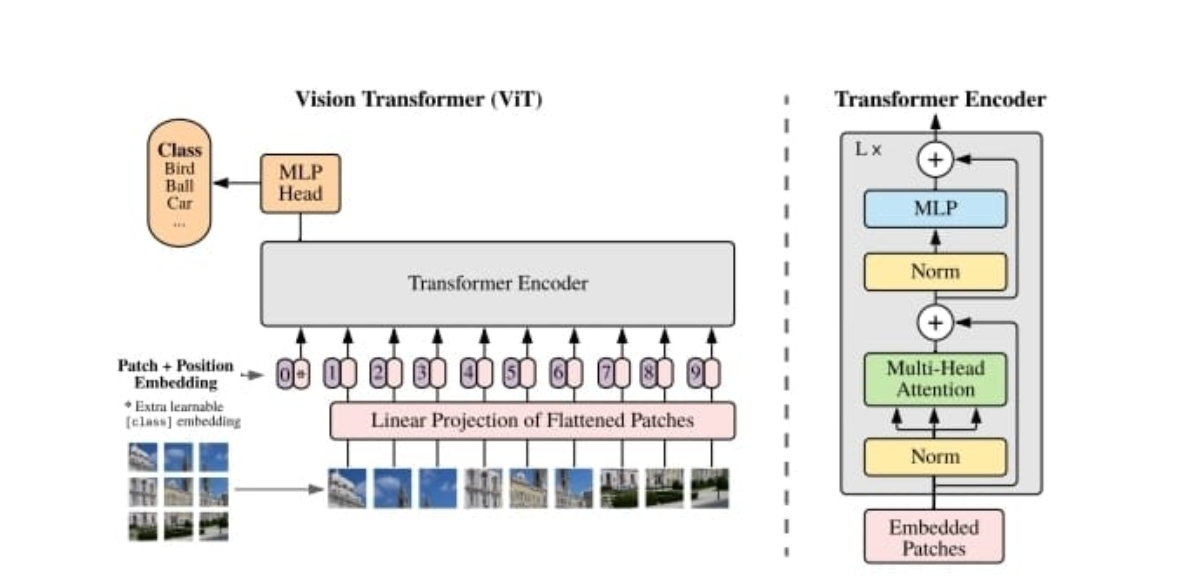 Vision Transformer (ViT)
Class
Bird
Ball
Car
...
MLP
Head
Transformer Encoder
Patch + Position
Embedding
0 * 1 2 3 4 5 6 7 8 9
* Extra learnable
[class] embedding
Linear Projection of Flattened Patches
Transformer Encoder
L x
+
MLP
Norm
+
Multi-Head
Attention
Norm
Embedded
Patches